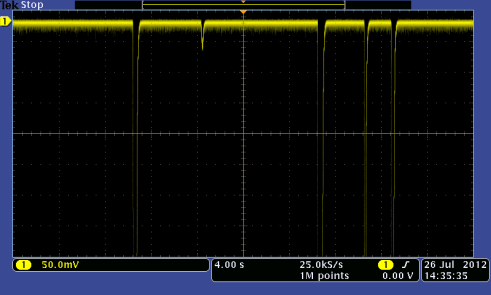 Tek Stop
1
1 50.0mV 4.00 s 25.0kS/s 1 26 Jul 2012
1M points 0.00 V 14:35:35